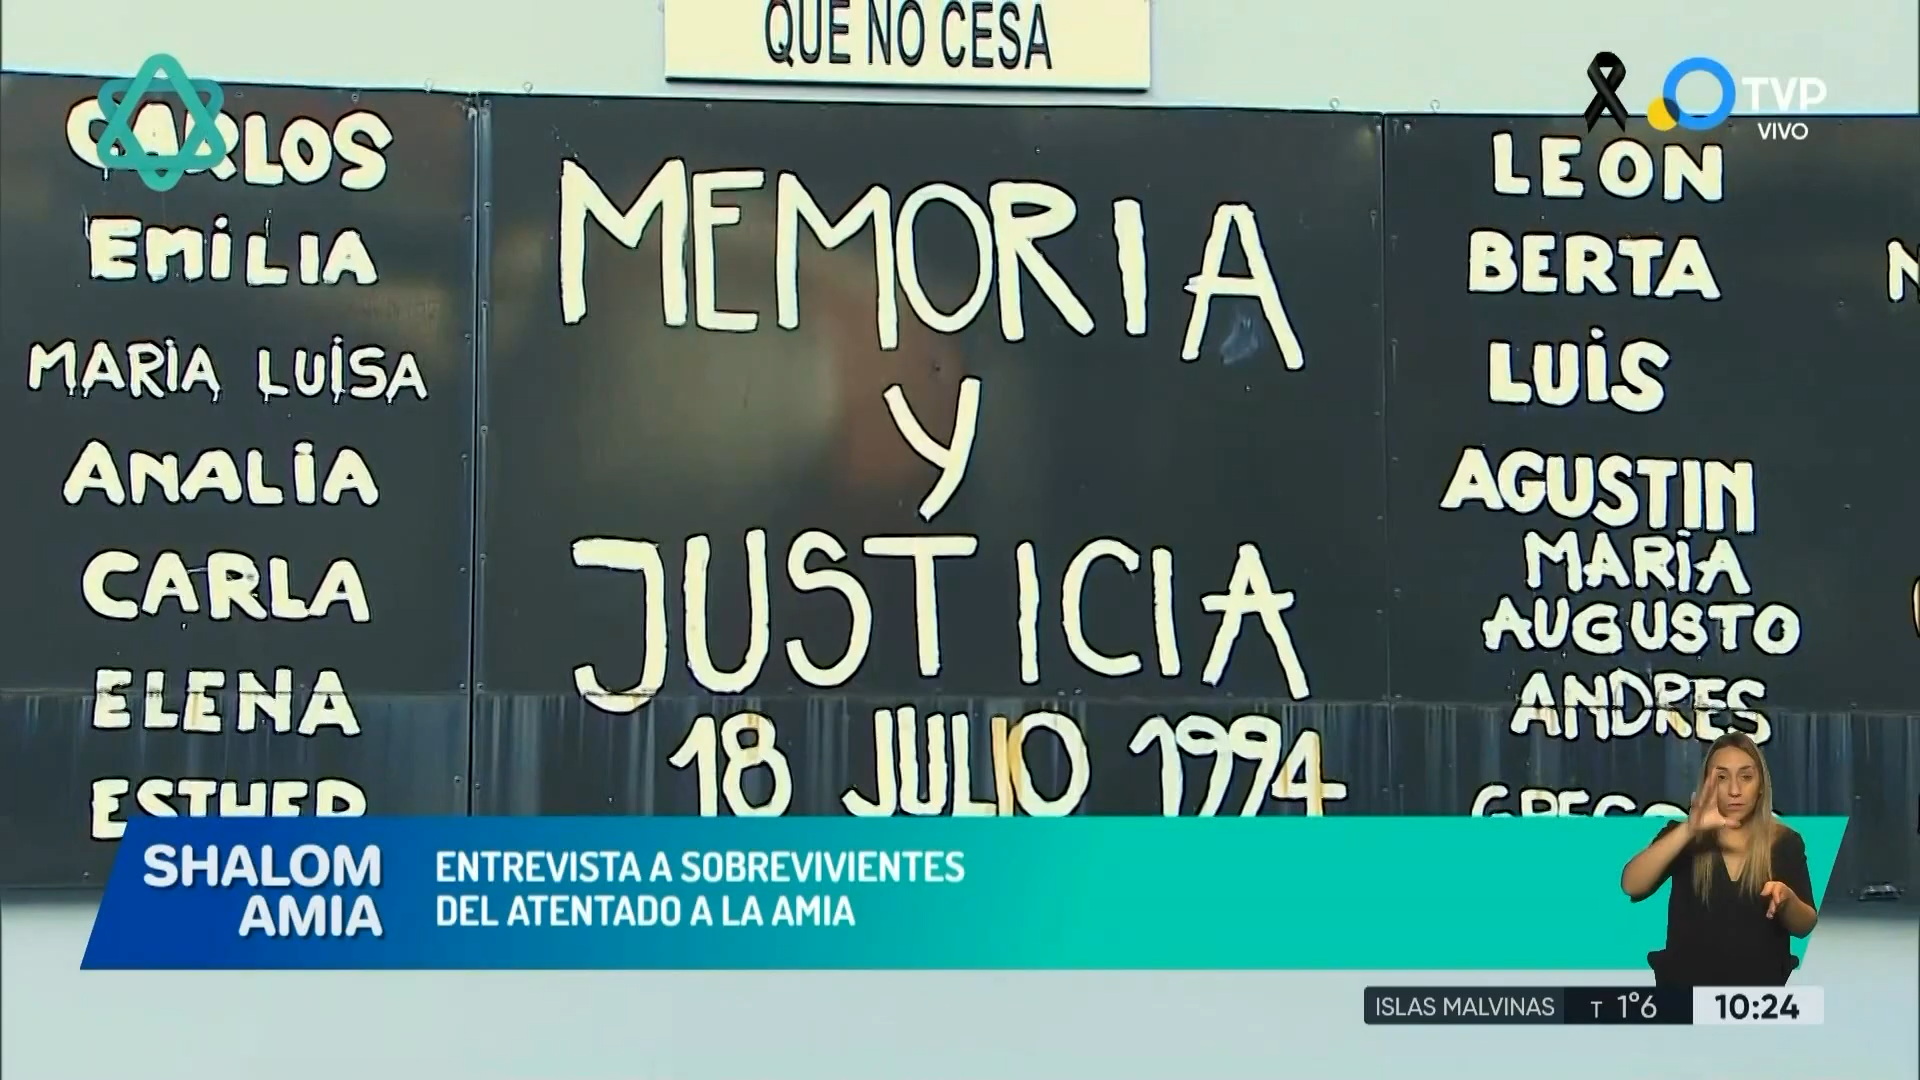 QUE NO CESA
CARLOS
EMILIA
MARIA LUISA
ANALIA
CARLA
ELENA
ESTHER
MEMORIA
Y
JUSTICIA
18 JULIO 1994
LEON
BERTA
LUIS
AGUSTIN
MARIA
AUGUSTO
ANDRES
TVP
VIVO
SHALOM
AMIA
ENTREVISTA A SOBREVIVIENTES
DEL ATENTADO A LA AMIA
ISLAS MALVINAS T 1°6 10:24